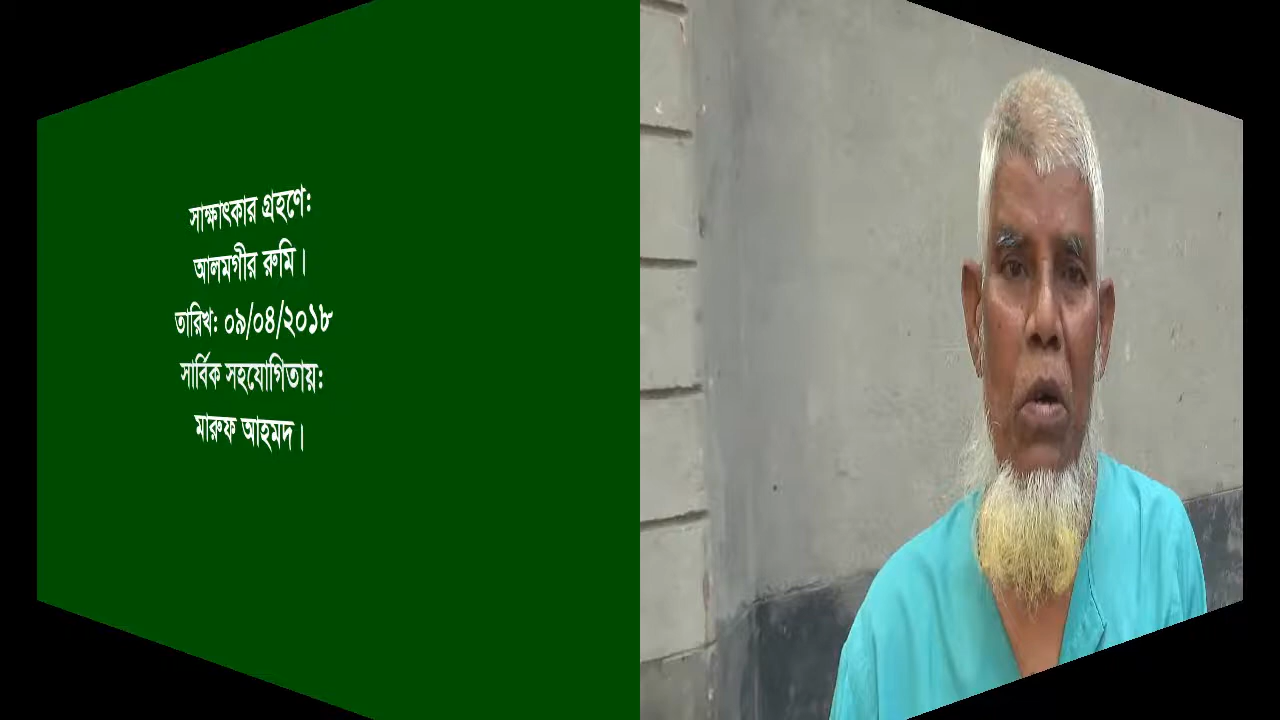 সাক্ষাৎকার গ্রহণে:
আলমগীর রুমি।
তারিখ: ০৯/০৪/২০১৮
সার্বিক সহযোগিতায়:
মারুফ আহমদ।